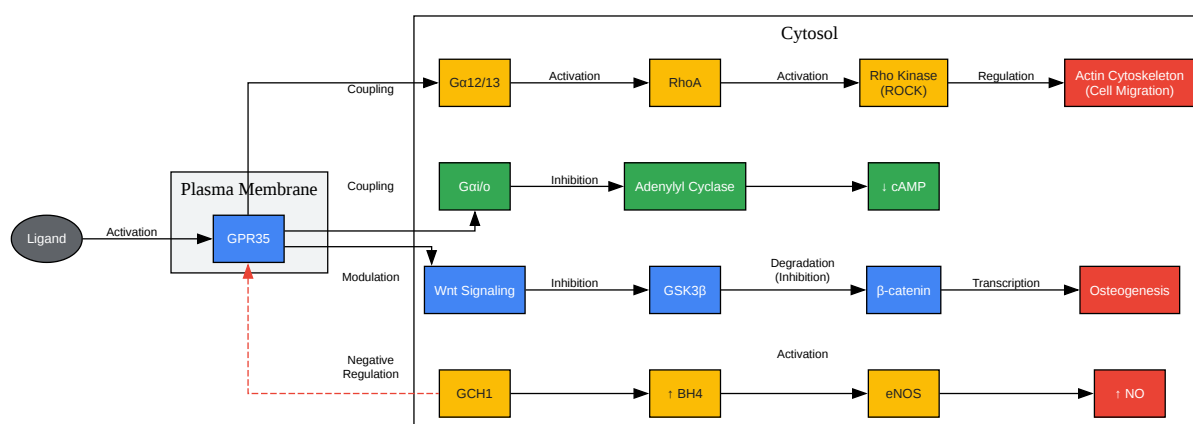 Cytosol
Coupling
Gα12/13
Activation
RhoA
Activation
Rho Kinase
(ROCK)
Regulation
Actin Cytoskeleton
(Cell Migration)
Plasma Membrane
Coupling
Gαi/o
Inhibition
Adenylyl Cyclase
↓ cAMP
Ligand
Activation
GPR35
Modulation
Wnt Signaling
Inhibition
GSK3β
Degradation
(Inhibition)
β-catenin
Transcription
Osteogenesis
Negative
Regulation
GCH1
↑ BH4
Activation
eNOS
↑ NO